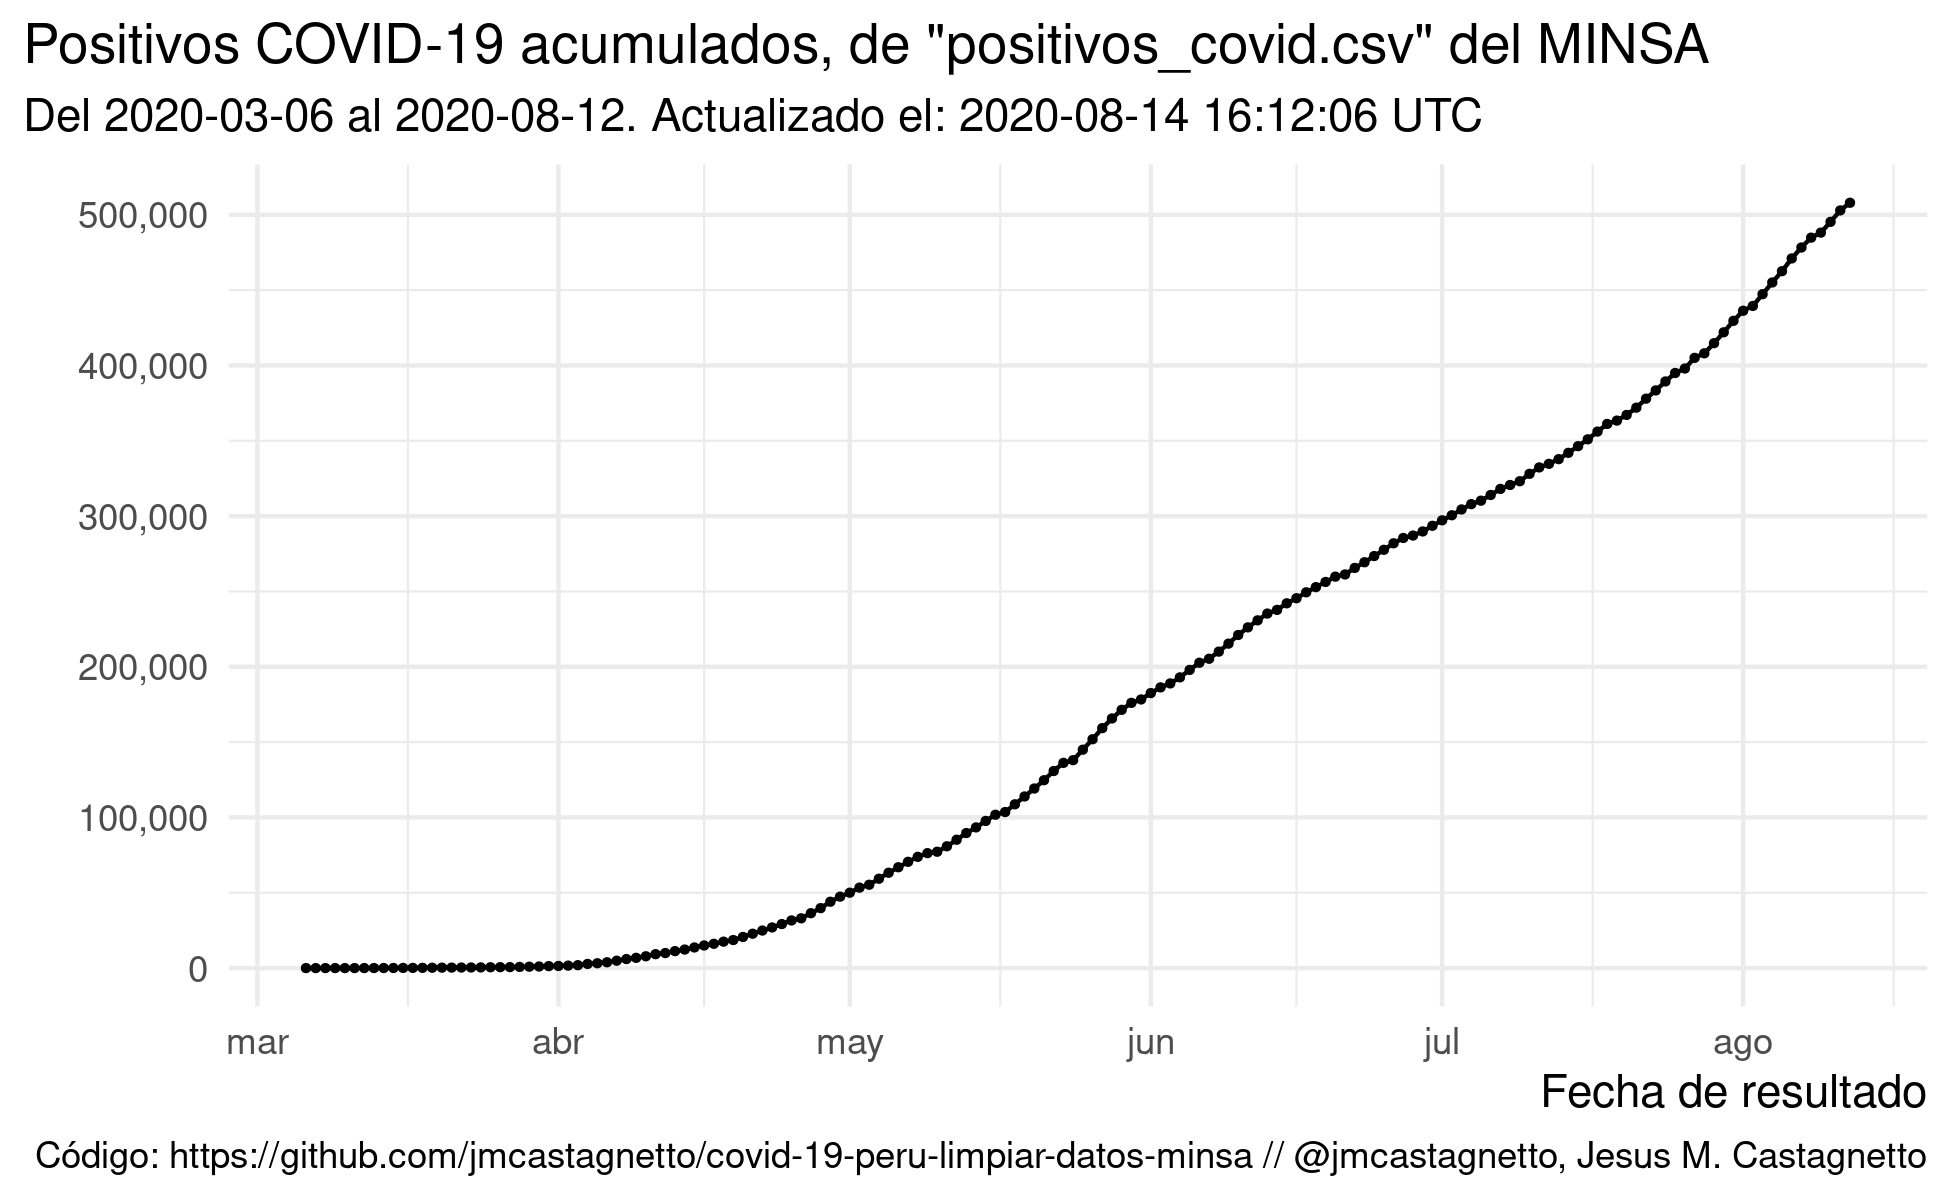 Positivos COVID-19 acumulados, de "positivos_covid.csv" del MINSA
Del 2020-03-06 al 2020-08-12. Actualizado el: 2020-08-14 16:12:06 UTC
500,000
400,000
300,000
200,000
100,000
0
mar abr may jun jul ago
Fecha de resultado
Código: https://github.com/jmcastagnetto/covid-19-peru-limpiar-datos-minsa // @jmcastagnetto, Jesus M. Castagnetto